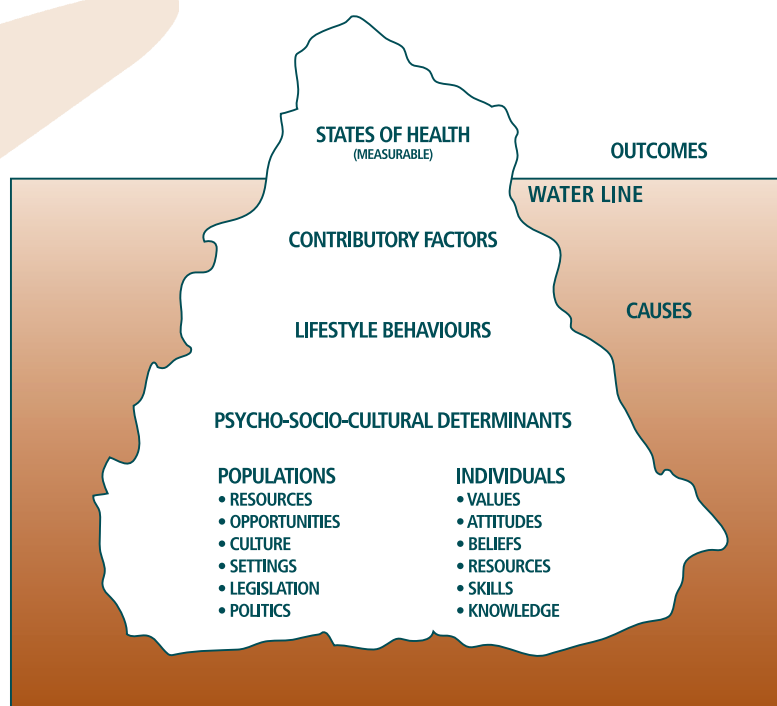 STATES OF HEALTH
(MEASURABLE)
OUTCOMES
WATER LINE
CONTRIBUTORY FACTORS
CAUSES
LIFESTYLE BEHAVIOURS
PSYCHO-SOCIO-CULTURAL DETERMINANTS
POPULATIONS
• RESOURCES
• OPPORTUNITIES
• CULTURE
• SETTINGS
• LEGISLATION
• POLITICS
INDIVIDUALS
• VALUES
• ATTITUDES
• BELIEFS
• RESOURCES
• SKILLS
• KNOWLEDGE